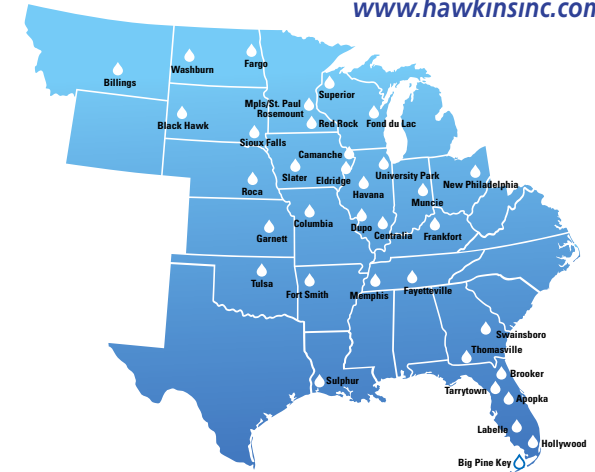 www.hawkinsinc.com
Fargo
Washburn
Billings
Superior
Mpls/St. Paul
Rosemount
Red Rock
Fond du Lac
Black Hawk
Sioux Falls
Camanche
University Park
Slater
Eldridge
New Philadelphia
Roca
Havana
Muncie
Columbia
Dupo
Centralia
Frankfort
Garnett
Tulsa
Fort Smith
Memphis
Fayetteville
Swainsboro
Thomasville
Brooker
Sulphur
Tarrytown
Apopka
Labelle
Hollywood
Big Pine Key